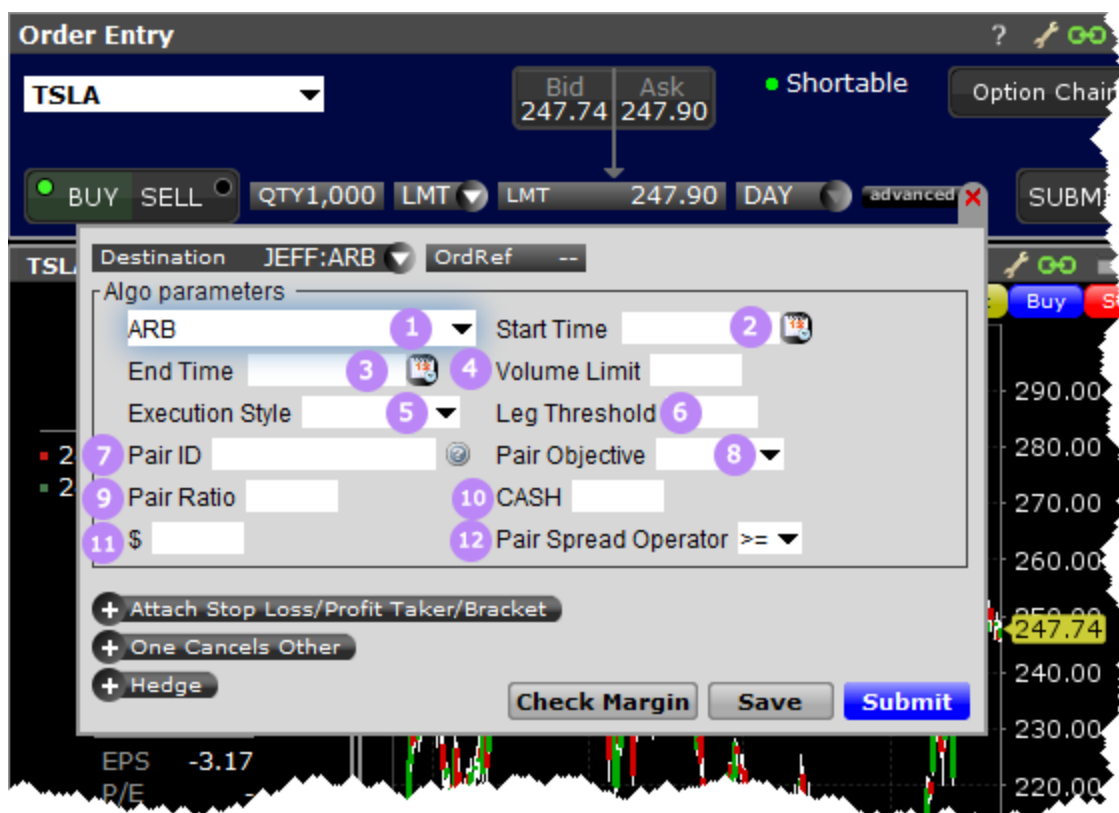 Order Entry ?
TSLA Bid Ask Shortable Option Chain
247.74 247.90
BUY SELL QTY 1,000 LMT LMT 247.90 DAY advanced SUBM
Destination JEFF:ARB OrdRef --
TSL
Algo parameters
Buy
ARB 1 Start Time 2
End Time 3 4 Volume Limit
290.00
Execution Style 5 Leg Threshold 6
2 7 Pair ID Pair Objective 8 280.00
2 9 Pair Ratio 10 CASH 270.00
11 $ 12 Pair Spread Operator >=
260.00
Attach Stop Loss/Profit Taker/Bracket
250.00
247.74
One Cancels Other
240.00
Hedge
Check Margin Save Submit
230.00
EPS -3.17
P/E - 220.00